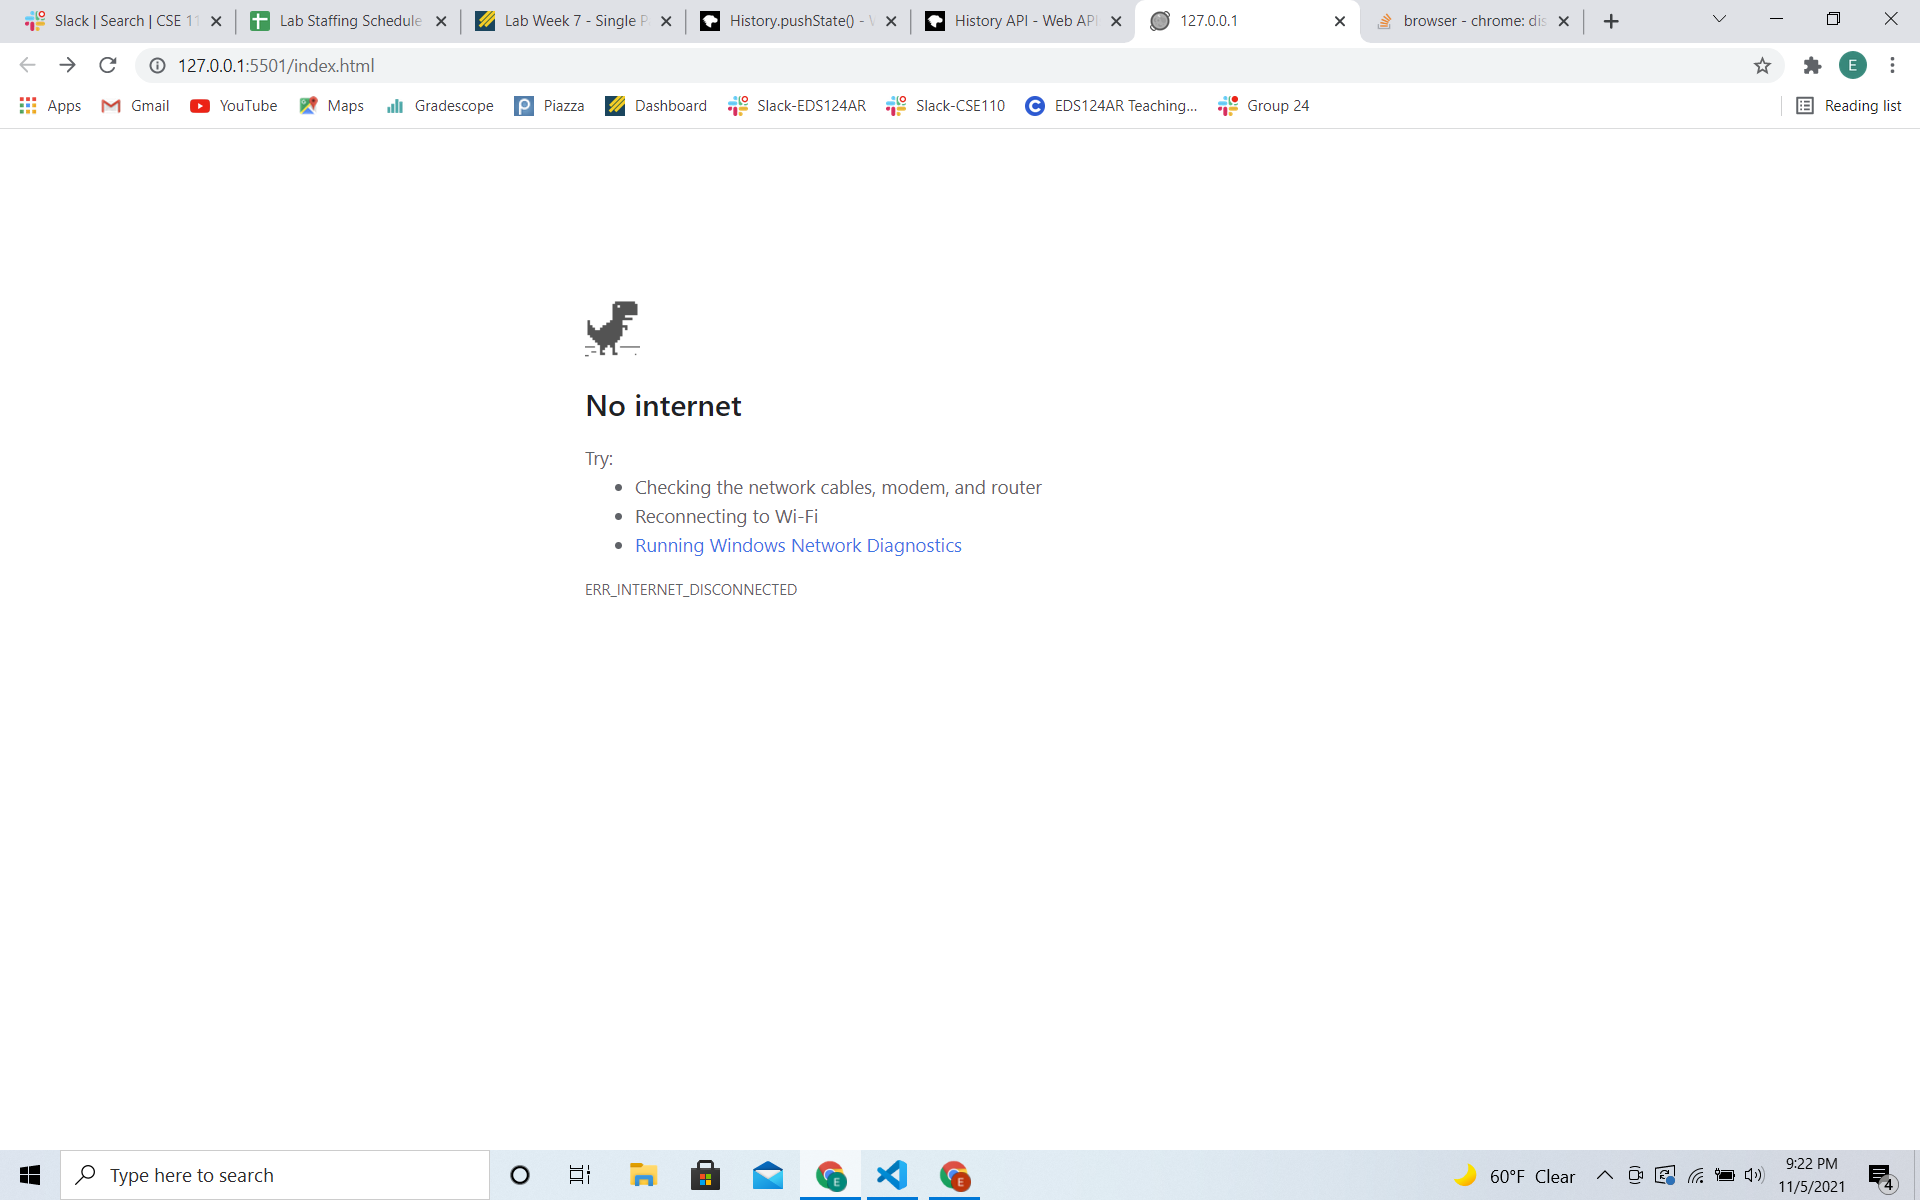 Slack | Search | CSE 11
Lab Staffing Schedule
Lab Week 7 - Single P
History.pushState() -
History API - Web API
127.0.0.1
browser - chrome: dis
127.0.0.1:5501/index.html
E
Apps
Gmail
YouTube
Maps
Gradescope
Piazza
Dashboard
Slack-EDS124AR
Slack-CSE110
EDS124AR Teaching...
Group 24
Reading list
No internet
Try:
Checking the network cables, modem, and router
Reconnecting to Wi-Fi
Running Windows Network Diagnostics
ERR_INTERNET_DISCONNECTED
Type here to search
E
E
60°F Clear
9:22 PM
11/5/2021
4